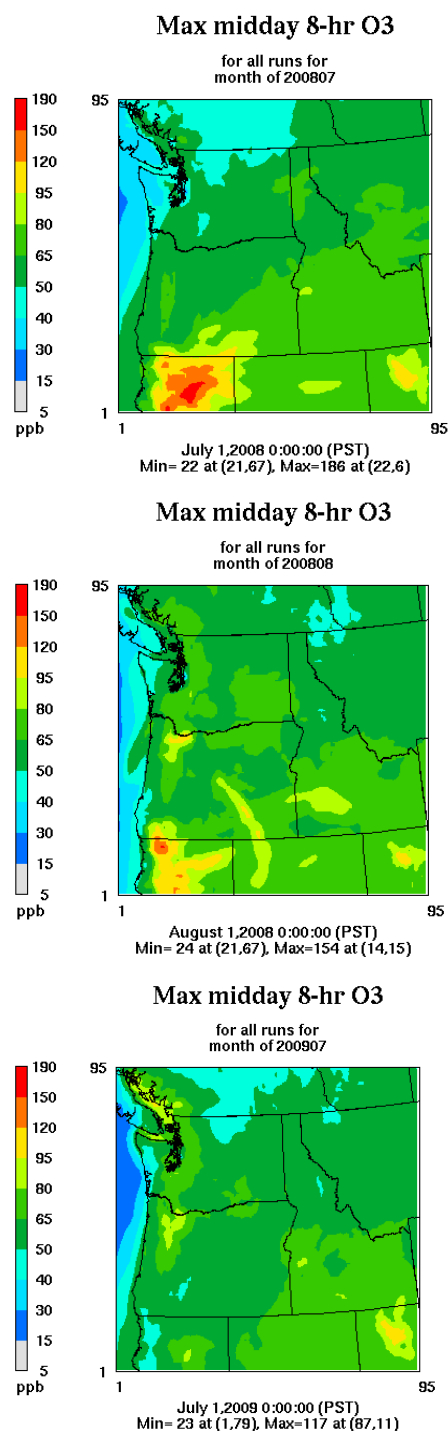 Max midday 8-hr O3
for all runs for
month of 200807
190
150
120
95
80
65
50
40
30
15
5
ppb
95
1
1
95
July 1,2008 0:00:00 (PST)
Min= 22 at (21,67), Max=186 at (22,6)
Max midday 8-hr O3
for all runs for
month of 200808
190
150
120
95
80
65
50
40
30
15
5
ppb
95
1
1
95
August 1,2008 0:00:00 (PST)
Min= 24 at (21,67), Max=154 at (14,15)
Max midday 8-hr O3
for all runs for
month of 200907
190
150
120
95
80
65
50
40
30
15
5
ppb
95
1
1
95
July 1,2009 0:00:00 (PST)
Min= 23 at (1,79), Max=117 at (87,11)